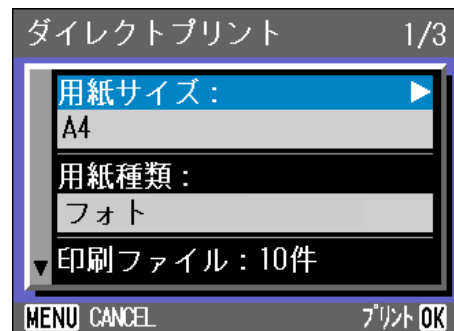 ダイレクトプリント 1/3
用紙サイズ:
A4
用紙種類:
フォト
印刷ファイル:10件
MENU CANCEL プリント OK